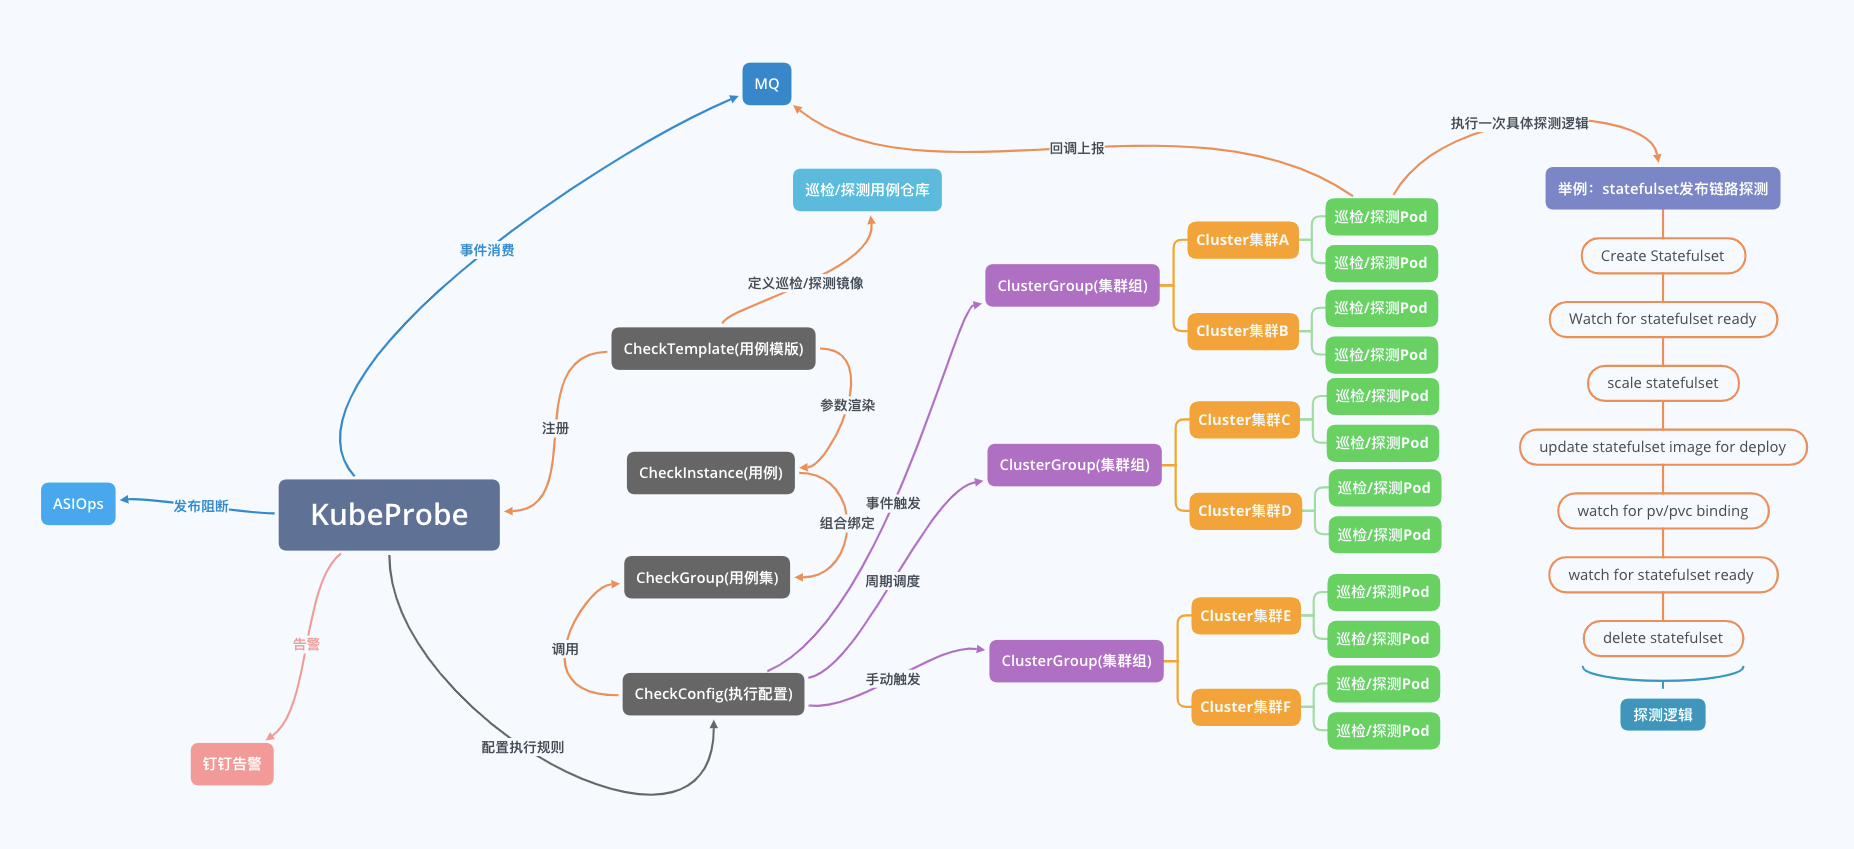 MQ
执行一次具体探测逻辑
回调上报
巡检/探测用例仓库
举例：statefulset发布链路探测
巡检/探测Pod
Cluster集群A
事件消费
Create Statefulset
巡检/探测Pod
定义巡检/探测镜像
ClusterGroup(集群组)
巡检/探测Pod
Watch for statefulset ready
Cluster集群B
CheckTemplate(用例模版)
巡检/探测Pod
scale statefulset
巡检/探测Pod
参数渲染
Cluster集群C
注册
巡检/探测Pod
update statefulset image for deploy
ClusterGroup(集群组)
CheckInstance(用例)
巡检/探测Pod
ASIOps
发布阻断
KubeProbe
事件触发
Cluster集群D
watch for pv/pvc binding
组合绑定
巡检/探测Pod
CheckGroup(用例集)
周期调度
watch for statefulset ready
巡检/探测Pod
Cluster集群E
告警
调用
巡检/探测Pod
delete statefulset
ClusterGroup(集群组)
手动触发
巡检/探测Pod
CheckConfig(执行配置)
Cluster集群F
探测逻辑
巡检/探测Pod
配置执行规则
钉钉告警